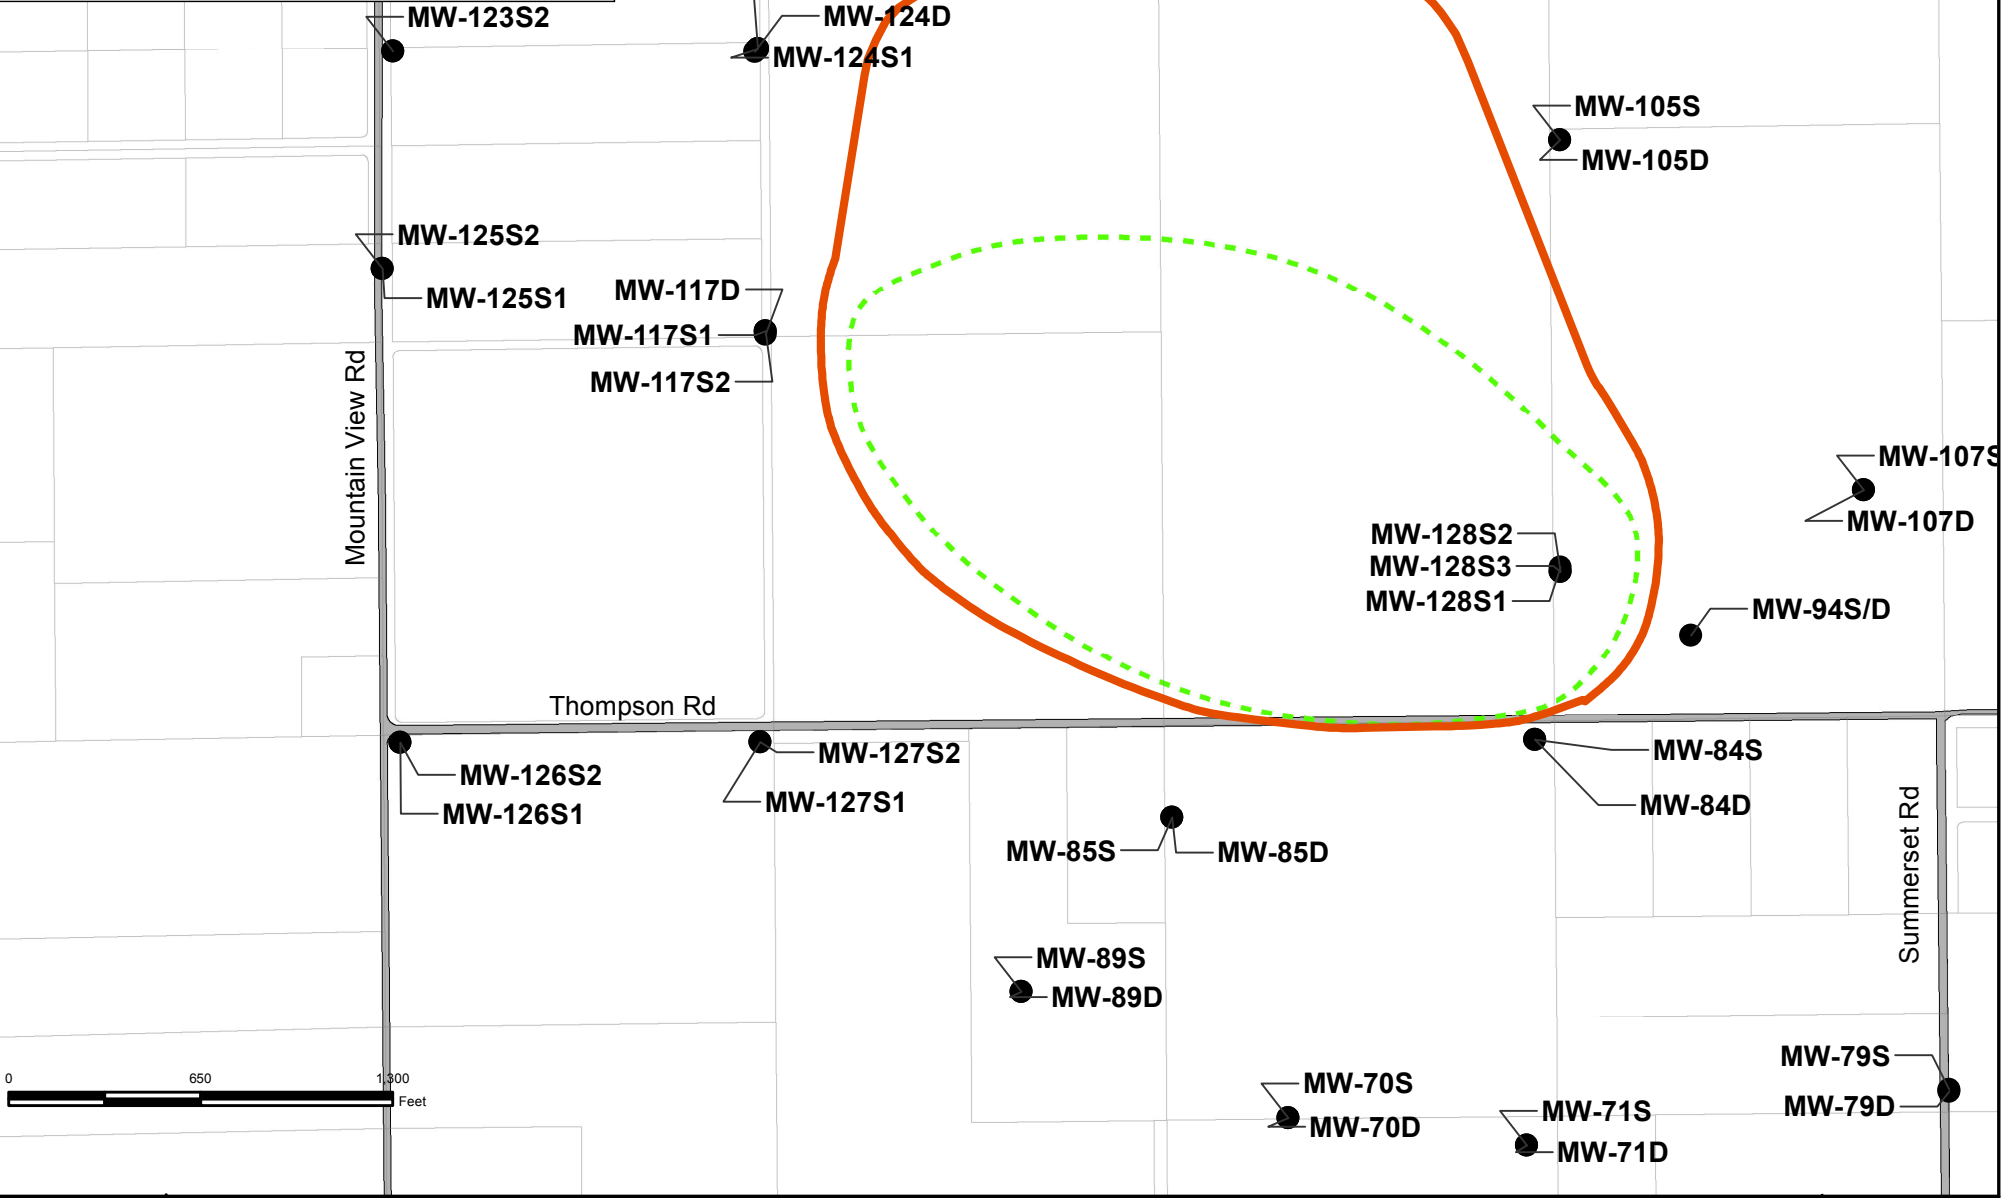 MW-123S2
MW-124D
MW-124S1
MW-105S
MW-105D
MW-125S2
MW-125S1
MW-117D
MW-117S1
MW-117S2
Mountain View Rd
MW-107S
MW-107D
MW-128S2
MW-128S3
MW-128S1
MW-94S/D
Thompson Rd
MW-127S2
MW-127S1
MW-126S2
MW-126S1
MW-84S
MW-84D
MW-85S
MW-85D
Summerset Rd
MW-89S
MW-89D
MW-79S
MW-79D
MW-70S
MW-70D
MW-71S
MW-71D
0 650 1,300
Feet